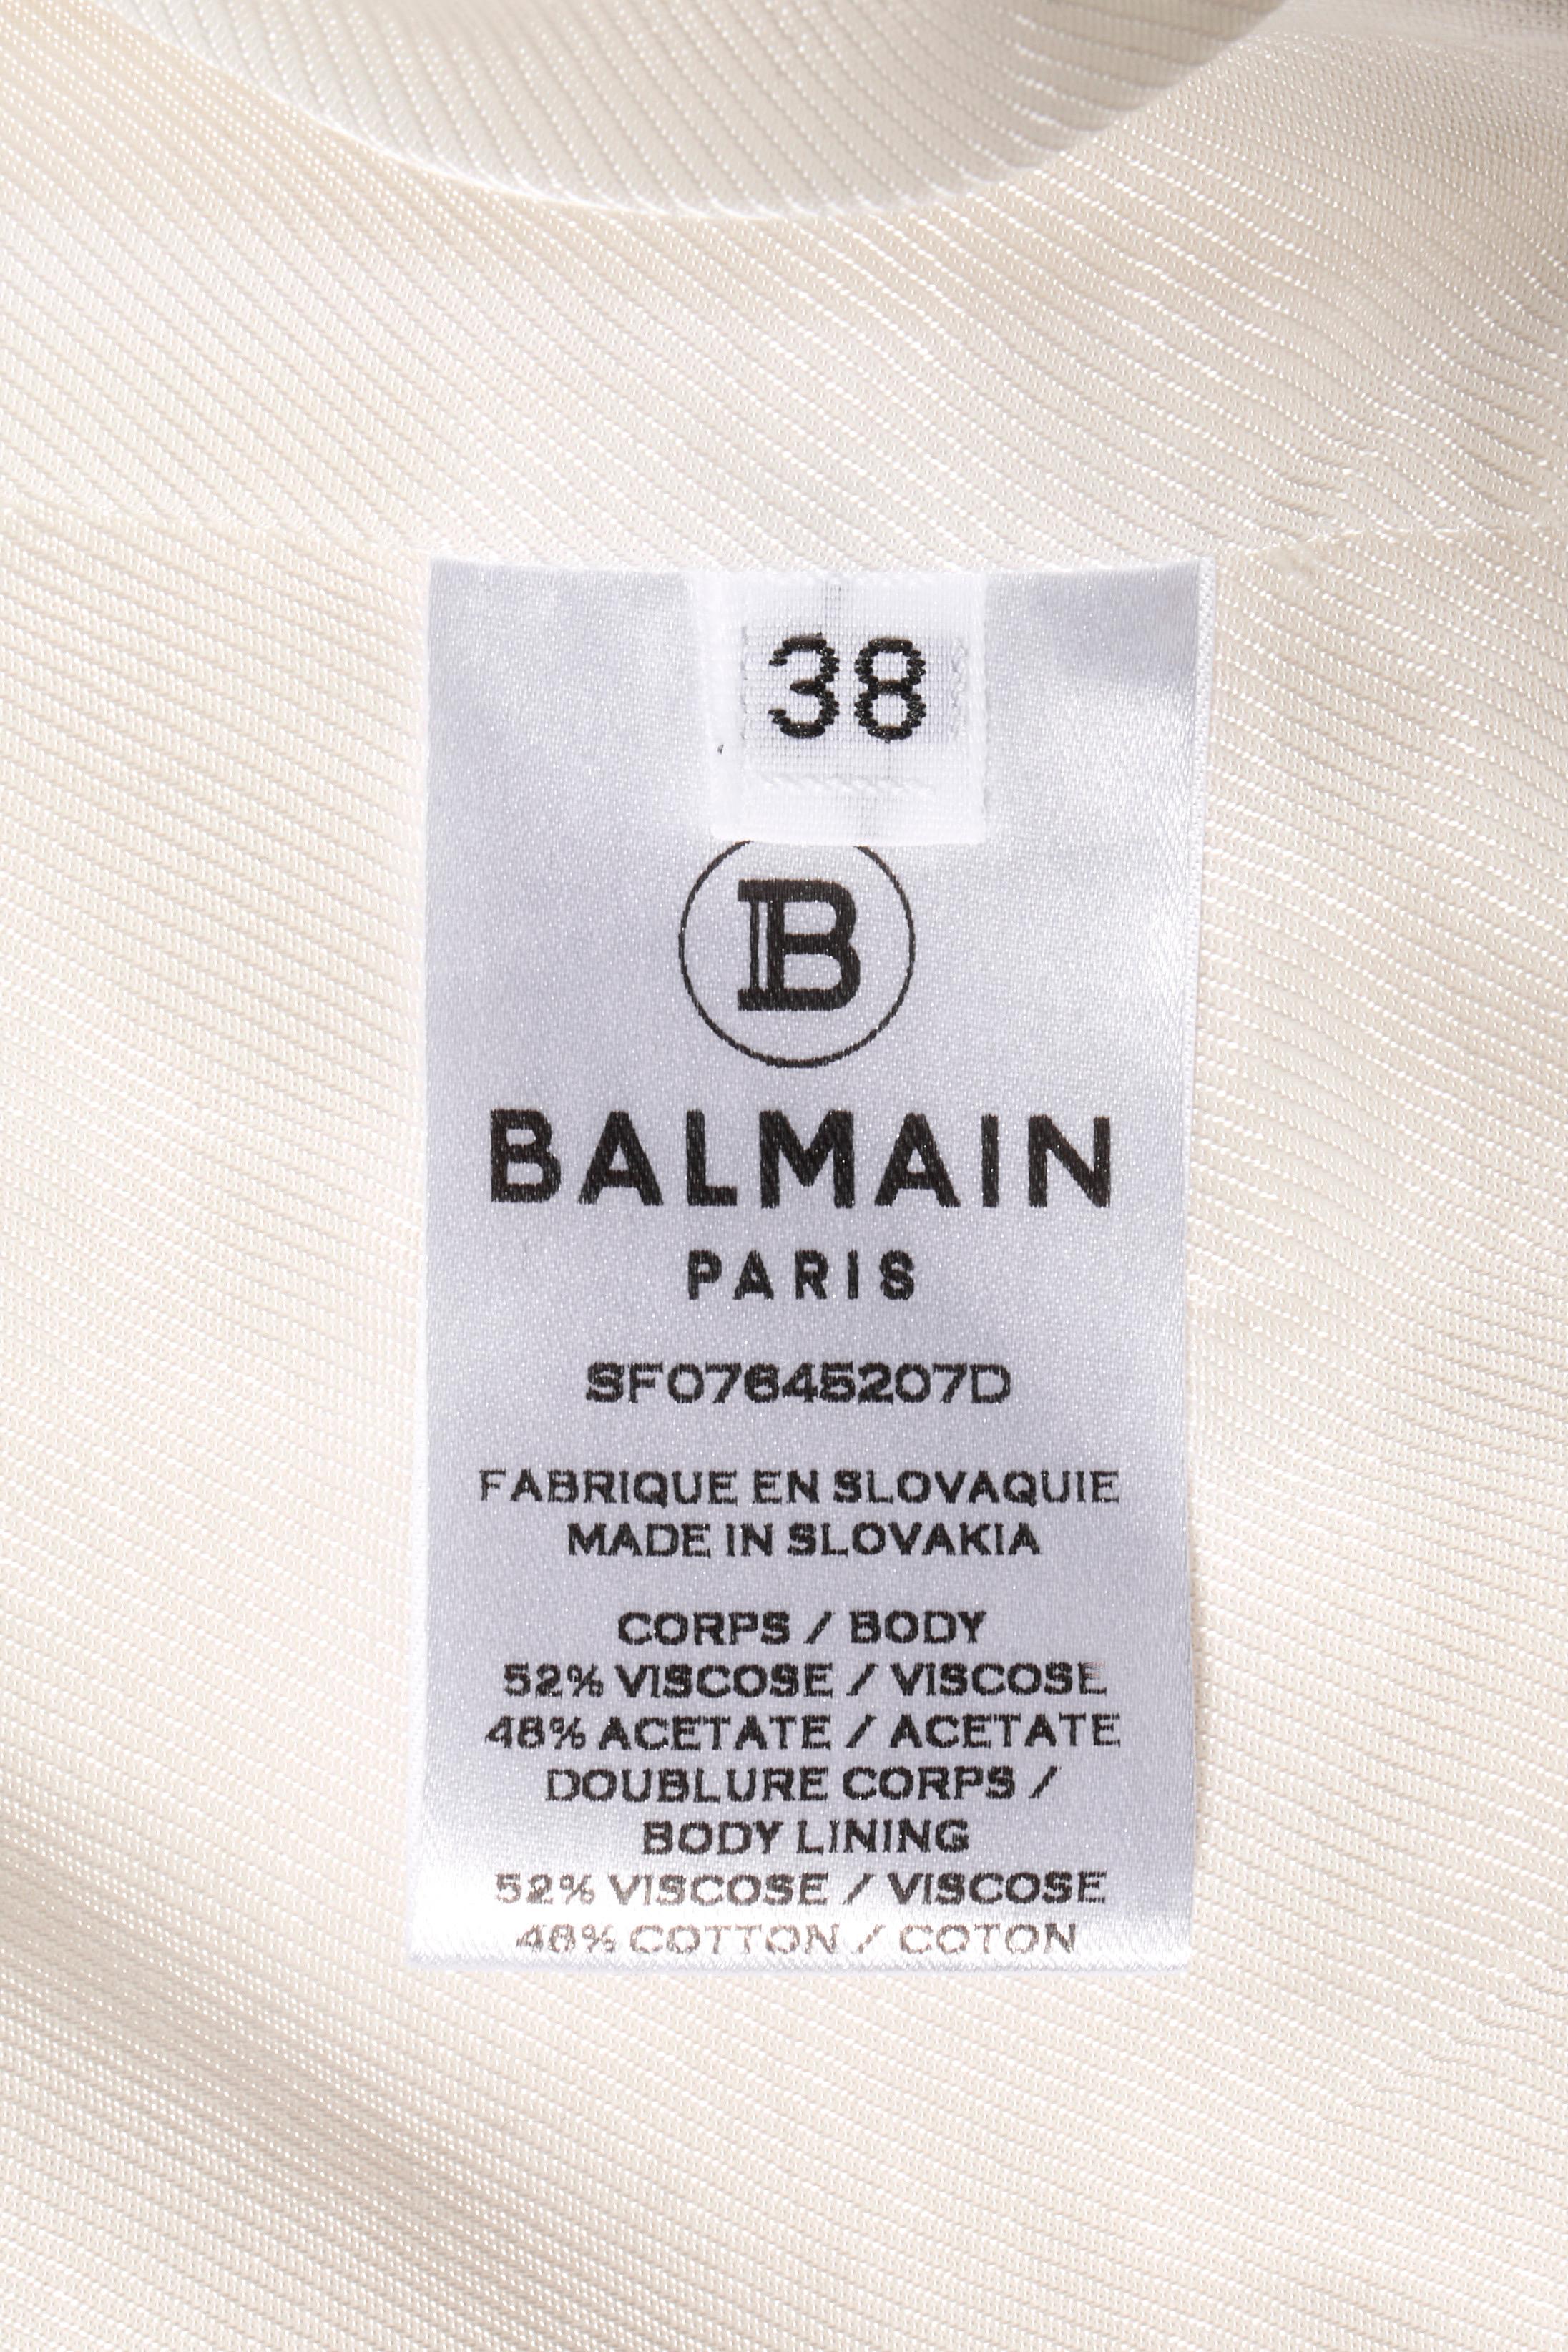 38
B
BALMAIN
PARIS
SF07645207D
FABRIQUE EN SLOVAQUIE
MADE IN SLOVAKIA
CORPS / BODY
52% VISCOSE / VISCOSE
48% ACETATE / ACETATE
DOUBLURE CORPS /
BODY LINING
52% VISCOSE / VISCOSE
48% COTTON / COTON